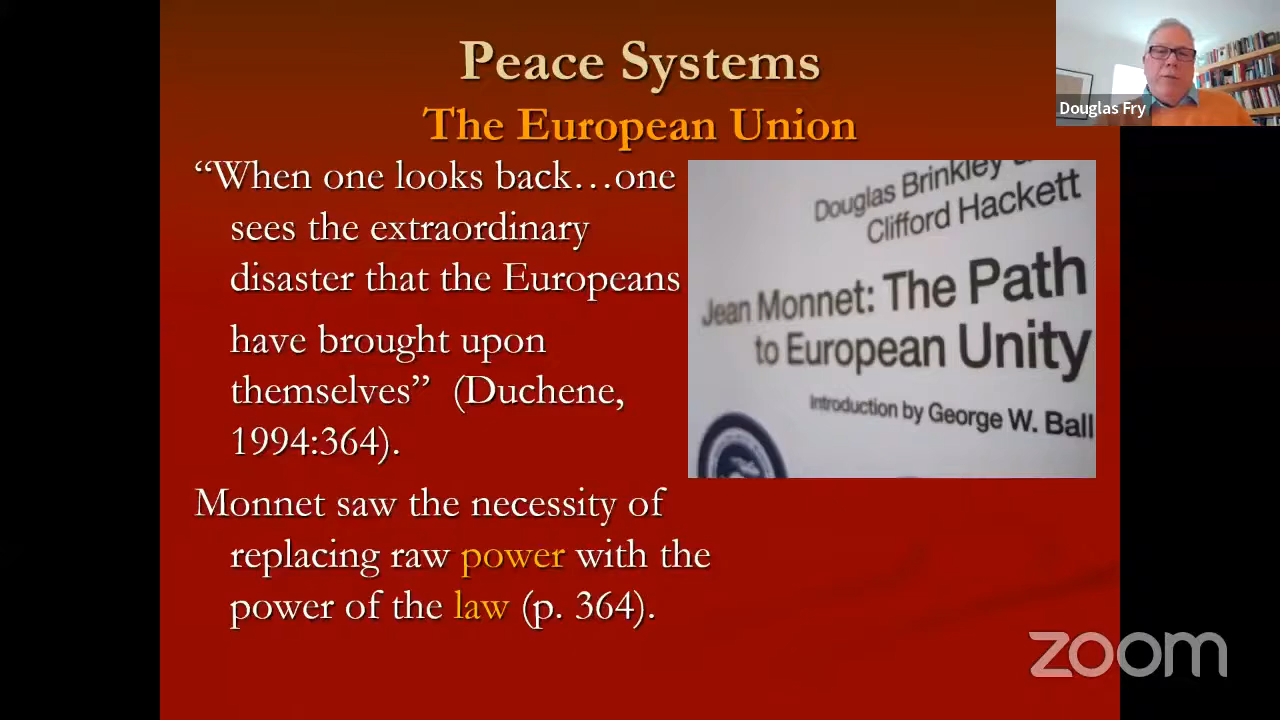 Peace Systems
The European Union
“When one looks back…one
sees the extraordinary
disaster that the Europeans
have brought upon
themselves” (Duchene,
1994:364).
Monnet saw the necessity of
replacing raw power with the
power of the law (p. 364).
Douglas Brinkley
Clifford Hackett
Jean Monnet: The Path
to European Unity
Introduction by George W. Ball
Douglas Fry
zoom